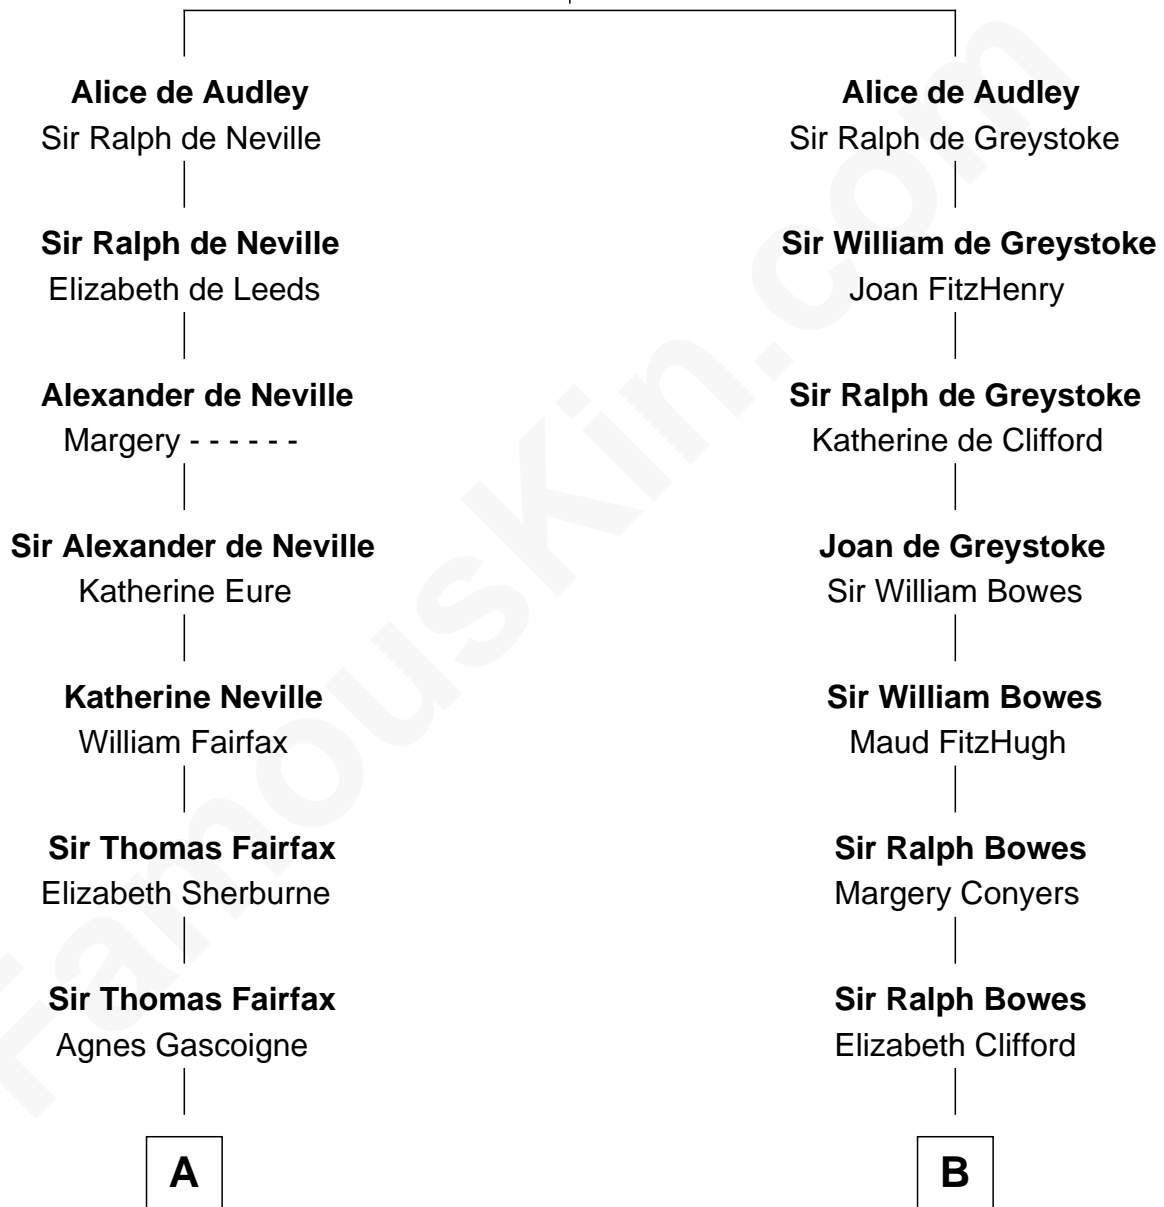 Alice de Audley
Sir Ralph de Neville
Sir Ralph de Neville
Elizabeth de Leeds
Alexander de Neville
Margery - - - - - -
Sir Alexander de Neville
Katherine Eure
Katherine Neville
William Fairfax
Sir Thomas Fairfax
Elizabeth Sherburne
Sir Thomas Fairfax
Agnes Gascoigne
A
Alice de Audley
Sir Ralph de Greystoke
Sir William de Greystoke
Joan FitzHenry
Sir Ralph de Greystoke
Katherine de Clifford
Joan de Greystoke
Sir William Bowes
Sir William Bowes
Maud FitzHugh
Sir Ralph Bowes
Margery Conyers
Sir Ralph Bowes
Elizabeth Clifford
B
FamousKin.com